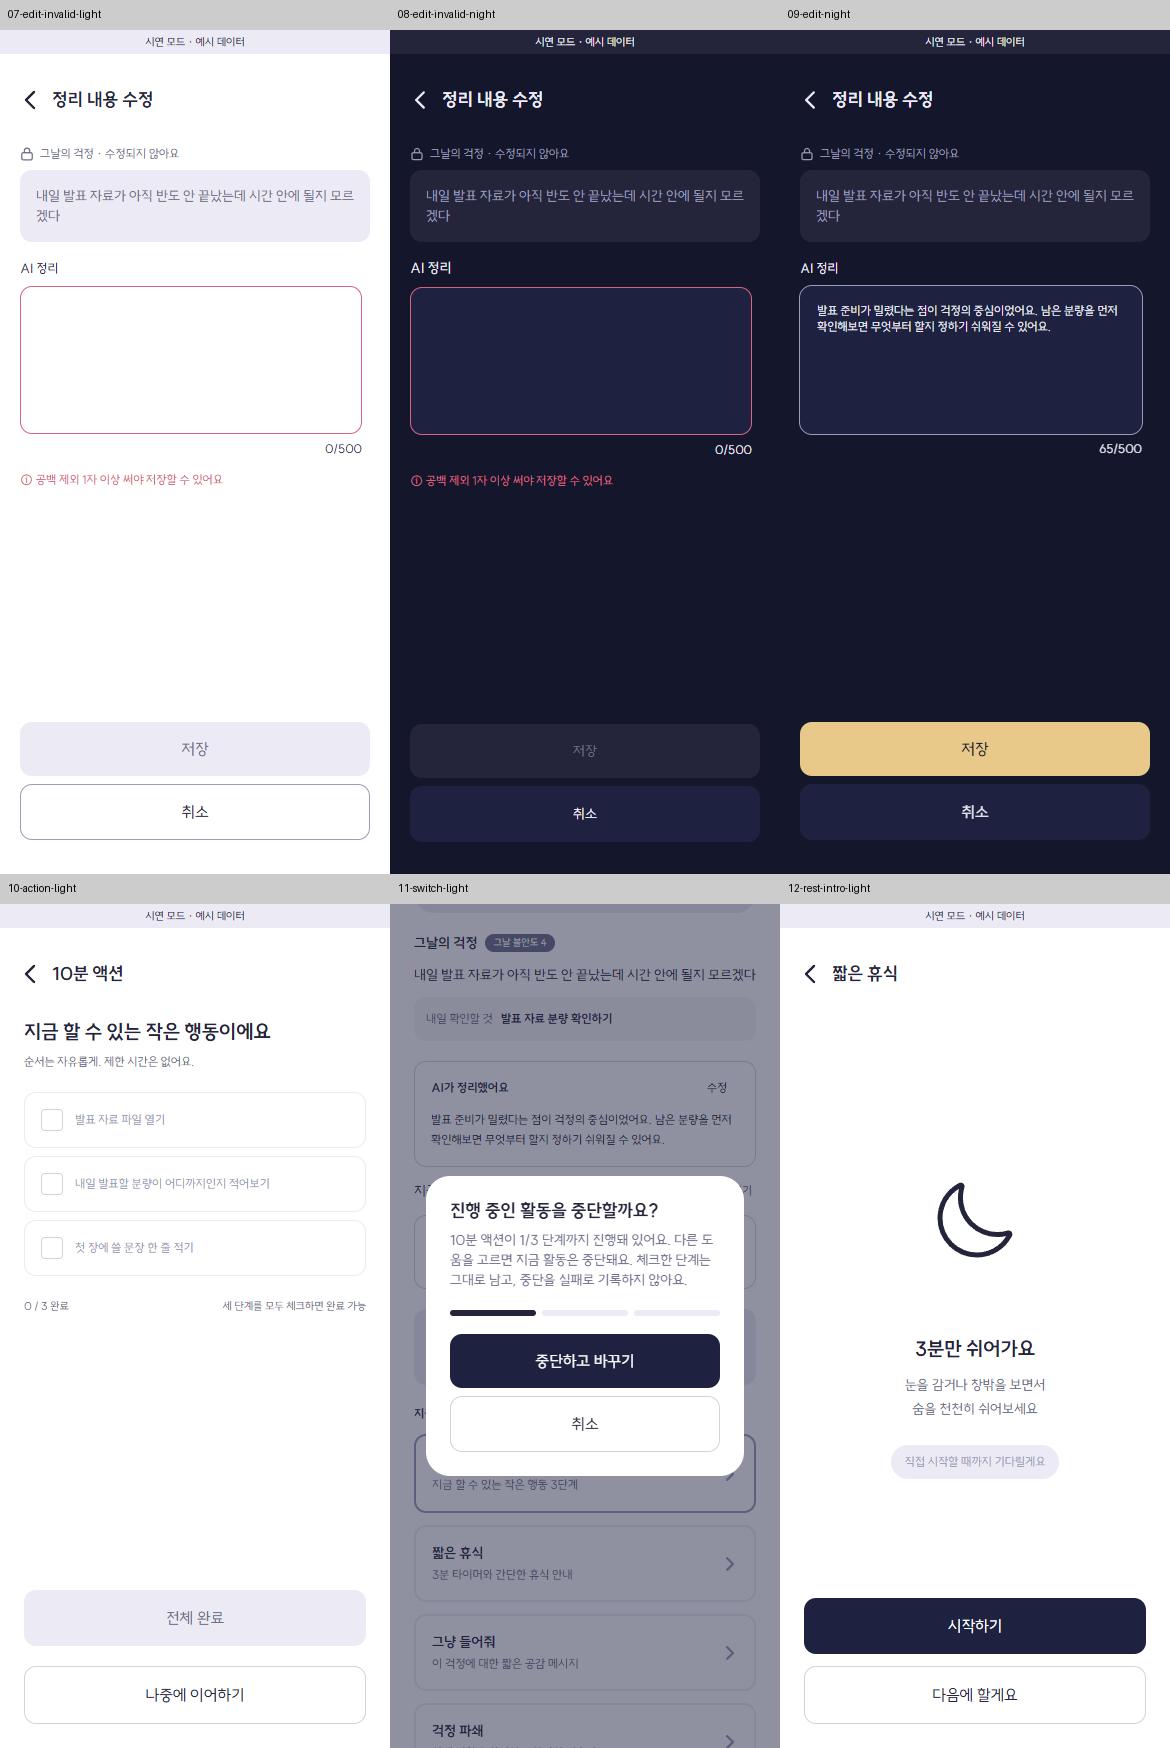 07-edit-invalid-light
시연 모드 · 예시 데이터
정리 내용 수정
그날의 걱정 · 수정되지 않아요
내일 발표 자료가 아직 반도 안 끝났는데 시간 안에 될지 모르
겠다
AI 정리
0/500
공백 제외 1자 이상 써야 저장할 수 있어요
저장
취소
08-edit-invalid-night
시연 모드 · 예시 데이터
정리 내용 수정
그날의 걱정 · 수정되지 않아요
내일 발표 자료가 아직 반도 안 끝났는데 시간 안에 될지 모르
겠다
AI 정리
0/500
공백 제외 1자 이상 써야 저장할 수 있어요
저장
취소
09-edit-night
시연 모드 · 예시 데이터
정리 내용 수정
그날의 걱정 · 수정되지 않아요
내일 발표 자료가 아직 반도 안 끝났는데 시간 안에 될지 모르
겠다
AI 정리
발표 준비가 밀렸다는 점이 걱정의 중심이었어요. 남은 분량을 먼저
확인해보면 무엇부터 할지 정하기 쉬워질 수 있어요.
65/500
저장
취소
10-action-light
시연 모드 · 예시 데이터
10분 액션
지금 할 수 있는 작은 행동이에요
순서는 자유롭게. 제한 시간은 없어요.
발표 자료 파일 열기
내일 발표할 분량이 어디까지인지 적어보기
첫 장에 쓸 문장 한 줄 적기
0 / 3 완료
세 단계를 모두 체크하면 완료 가능
전체 완료
나중에 이어하기
11-switch-light
그날의 걱정
그날 불안도 4
내일 발표 자료가 아직 반도 안 끝났는데 시간 안에 될지 모르겠다
내일 확인할 것 발표 자료 분량 확인하기
AI가 정리했어요
수정
발표 준비가 밀렸다는 점이 걱정의 중심이었어요. 남은 분량을 먼저
확인해보면 무엇부터 할지 정하기 쉬워질 수 있어요.
진행 중인 활동을 중단할까요?
10분 액션이 1/3 단계까지 진행돼 있어요. 다른 도
움을 고르면 지금 활동은 중단돼요. 체크한 단계는
그대로 남고, 중단을 실패로 기록하지 않아요.
중단하고 바꾸기
취소
지금 할 수 있는 작은 행동 3단계
짧은 휴식
3분 타이머와 간단한 휴식 안내
그냥 들어줘
이 걱정에 대한 짧은 공감 메시지
걱정 파쇄
12-rest-intro-light
시연 모드 · 예시 데이터
짧은 휴식
3분만 쉬어가요
눈을 감거나 창밖을 보면서
숨을 천천히 쉬어보세요
직접 시작할 때까지 기다릴게요
시작하기
다음에 할게요